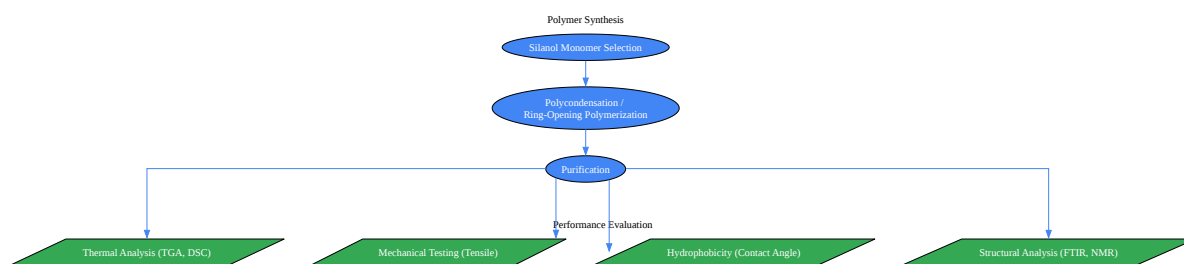 Polymer Synthesis
Silanol Monomer Selection
Polycondensation /
Ring-Opening Polymerization
Purification
Performance Evaluation
Thermal Analysis (TGA, DSC)
Mechanical Testing (Tensile)
Hydrophobicity (Contact Angle)
Structural Analysis (FTIR, NMR)